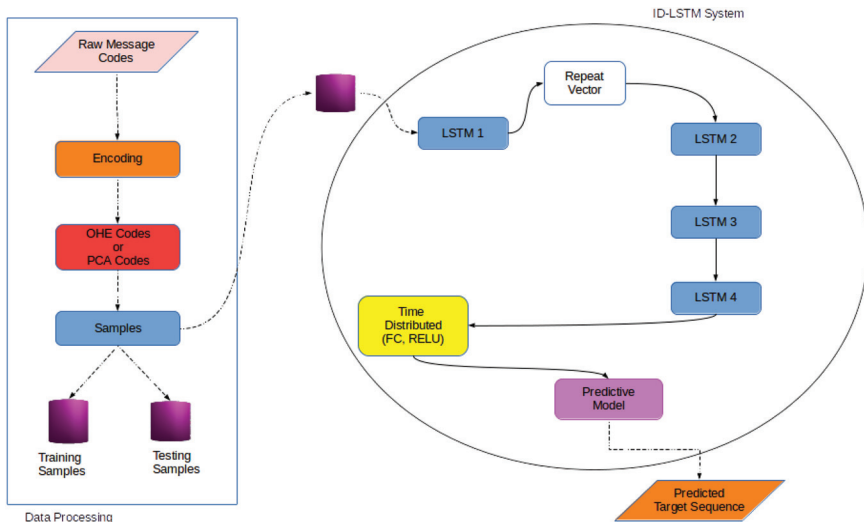 ID-LSTM System
Raw Message
Codes
Encoding
OHE Codes
or
PCA Codes
Samples
Training
Samples
Testing
Samples
Data Processing
LSTM 1
Repeat
Vector
LSTM 2
LSTM 3
LSTM 4
Time
Distributed
(FC, RELU)
Predictive
Model
Predicted
Target Sequence